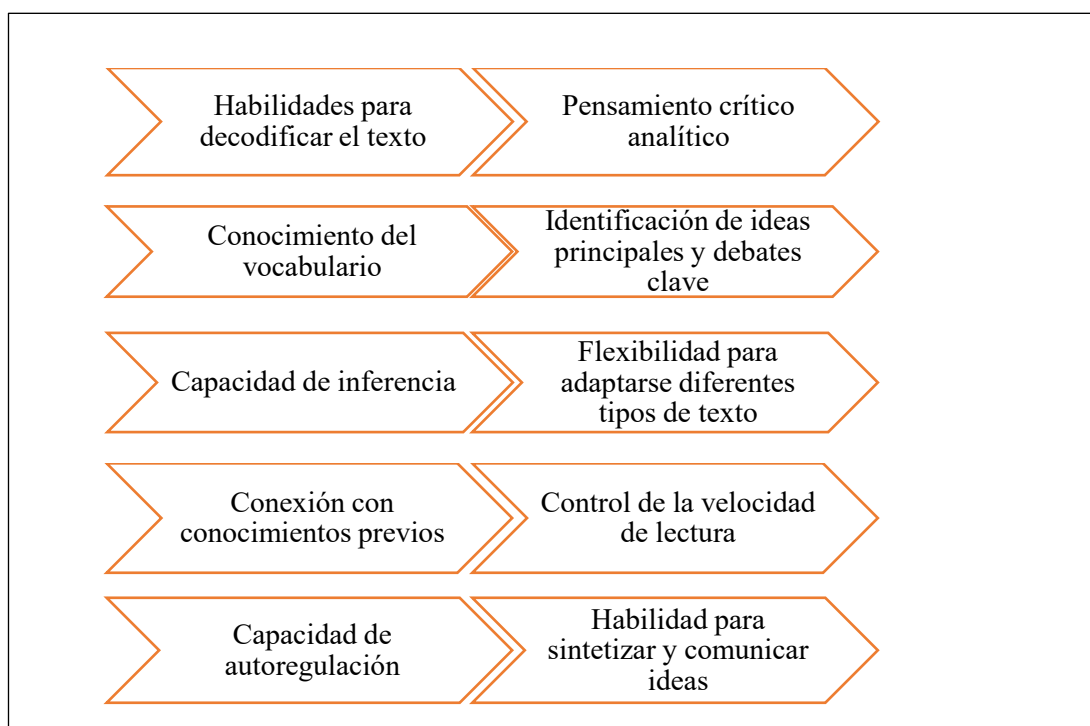 Habilidades para
decodificar el texto
Pensamiento crítico
analítico
Conocimiento del
vocabulario
Identificación de ideas
principales y debates
clave
Capacidad de inferencia
Flexibilidad para
adaptarse diferentes
tipos de texto
Conexión con
conocimientos previos
Control de la velocidad
de lectura
Capacidad de
autoregulación
Habilidad para
sintetizar y comunicar
ideas